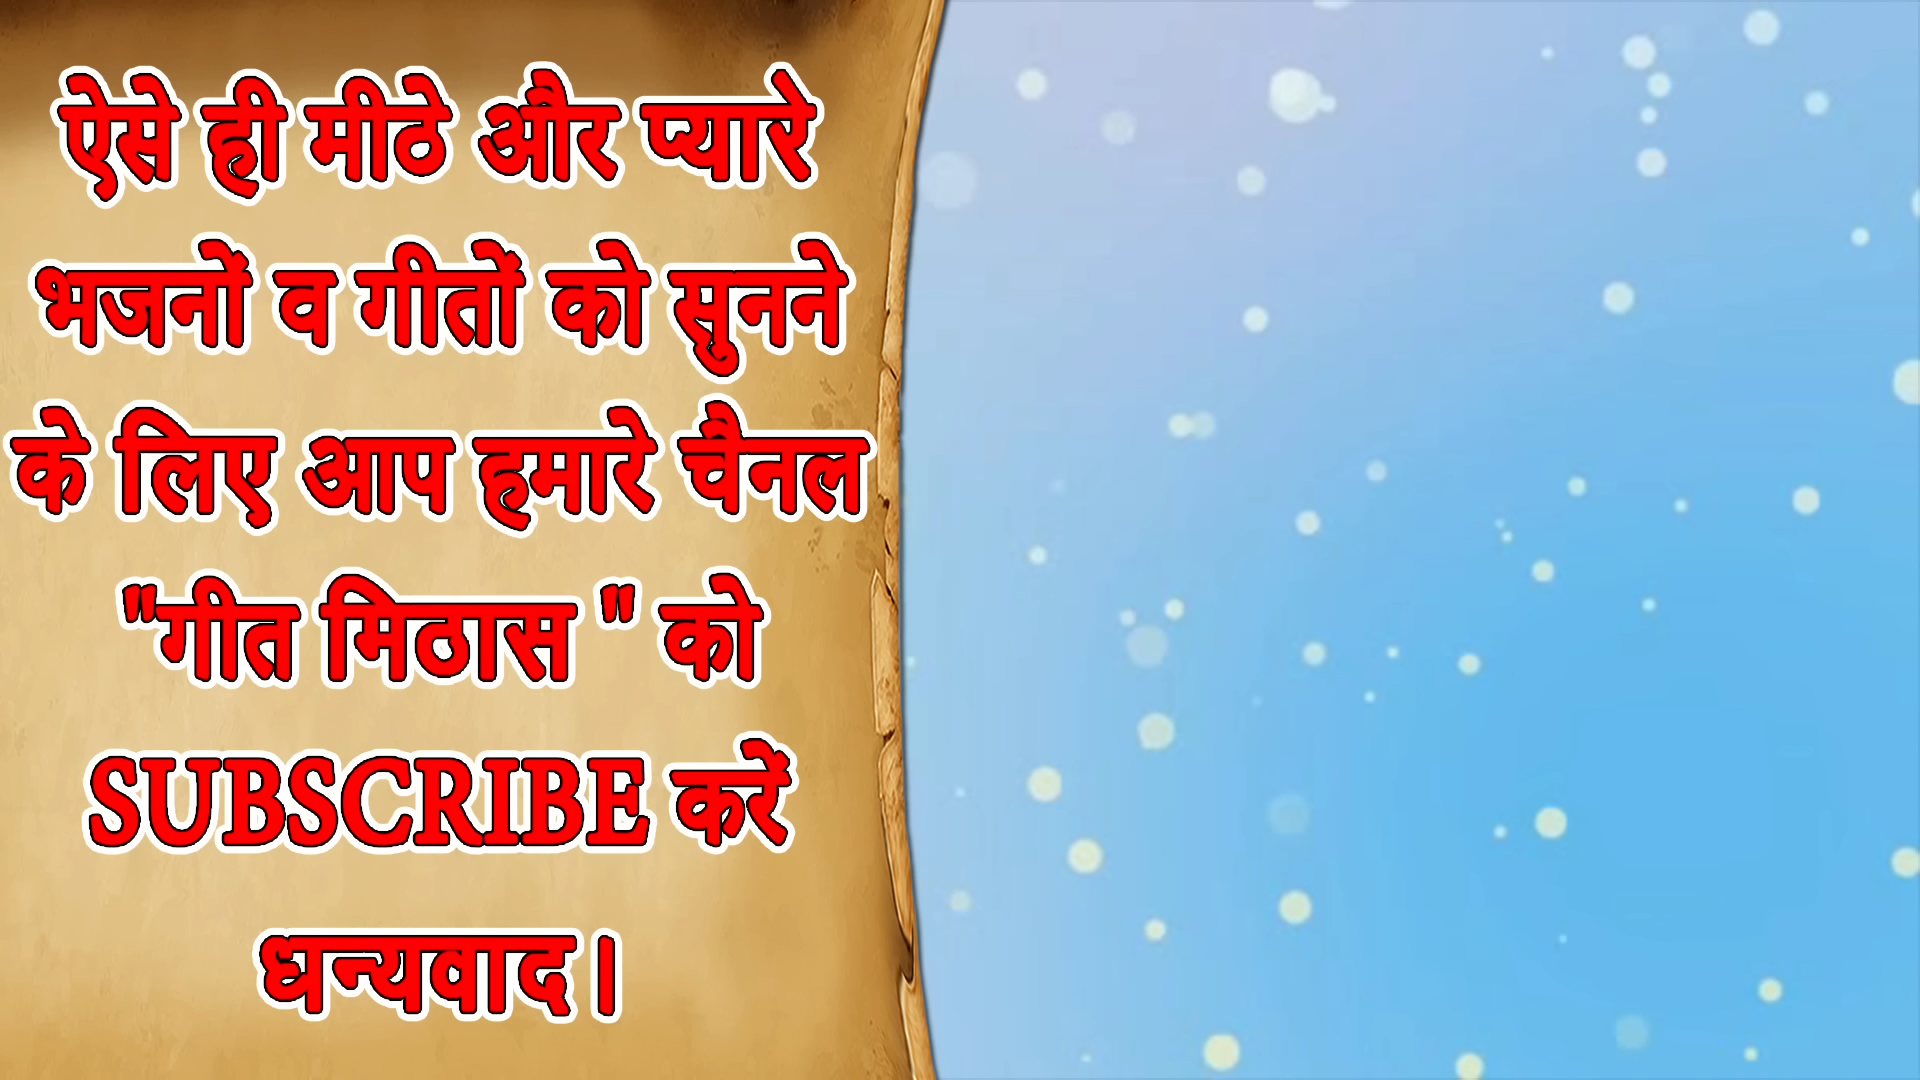 ऐसे ही मीठे और प्यारे
भजनों व गीतों को सुनने
के लिए आप हमारे चैनल
"गीत मिठास " को
SUBSCRIBE करें
धन्यवाद।